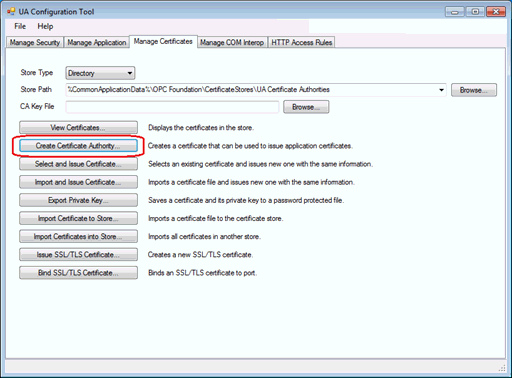 UA Configuration Tool
File Help
Manage Security Manage Application Manage Certificates Manage COM Interop HTTP Access Rules
Store Type Directory
Store Path %CommonApplicationData%\OPC Foundation\CertificateStores\UA Certificate Authorities Browse...
CA Key File Browse...
View Certificates... Displays the certificates in the store.
Create Certificate Authority... Creates a certificate that can be used to issue application certificates.
Select and Issue Certificate... Selects an existing certificate and issues new one with the same information.
Import and Issue Certificate... Imports a certificate file and issues new one with the same information.
Export Private Key... Saves a certificate and its private key to a password protected file.
Import Certificate to Store... Imports a certificate file to the certificate store.
Import Certificates into Store... Imports all certificates in another store.
Issue SSL/TLS Certificate... Creates a new SSL/TLS certificate.
Bind SSL/TLS Certificate... Binds an SSL/TLS certificate to port.